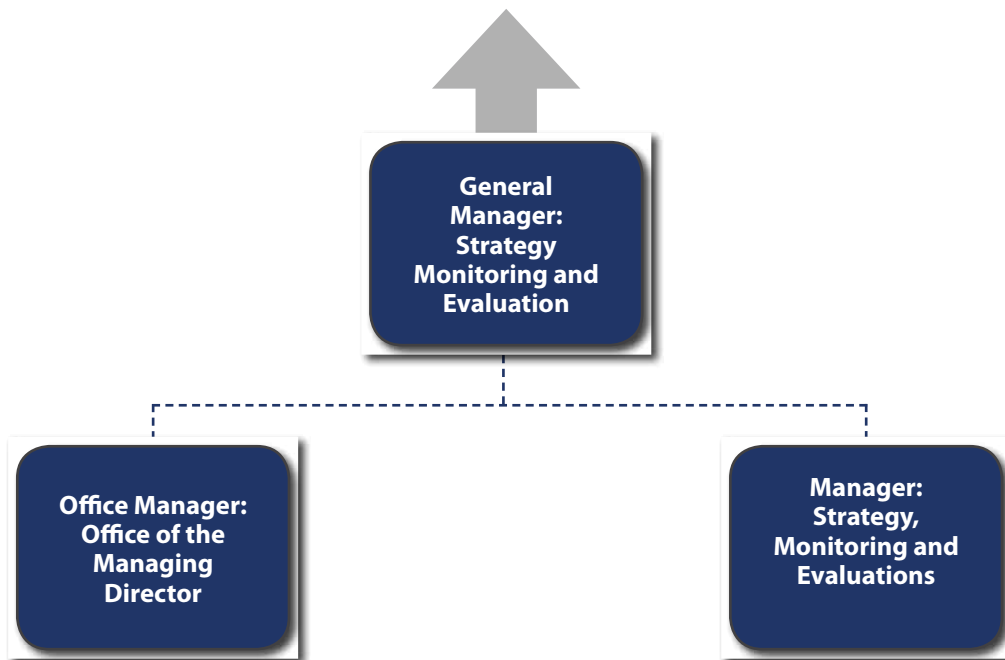 General
Manager:
Strategy
Monitoring and
Evaluation
Office Manager:
Office of the
Managing
Director
Manager:
Strategy,
Monitoring and
Evaluations